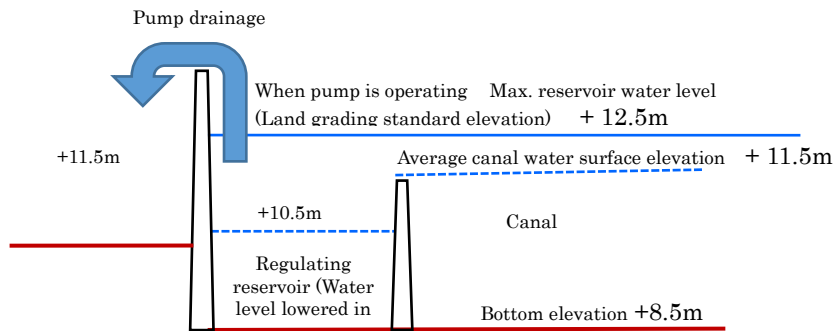 Pump drainage
When pump is operating Max. reservoir water level
(Land grading standard elevation) + 12.5m
+11.5m
Average canal water surface elevation + 11.5m
+10.5m
Canal
Regulating
reservoir (Water
level lowered in
Bottom elevation +8.5m